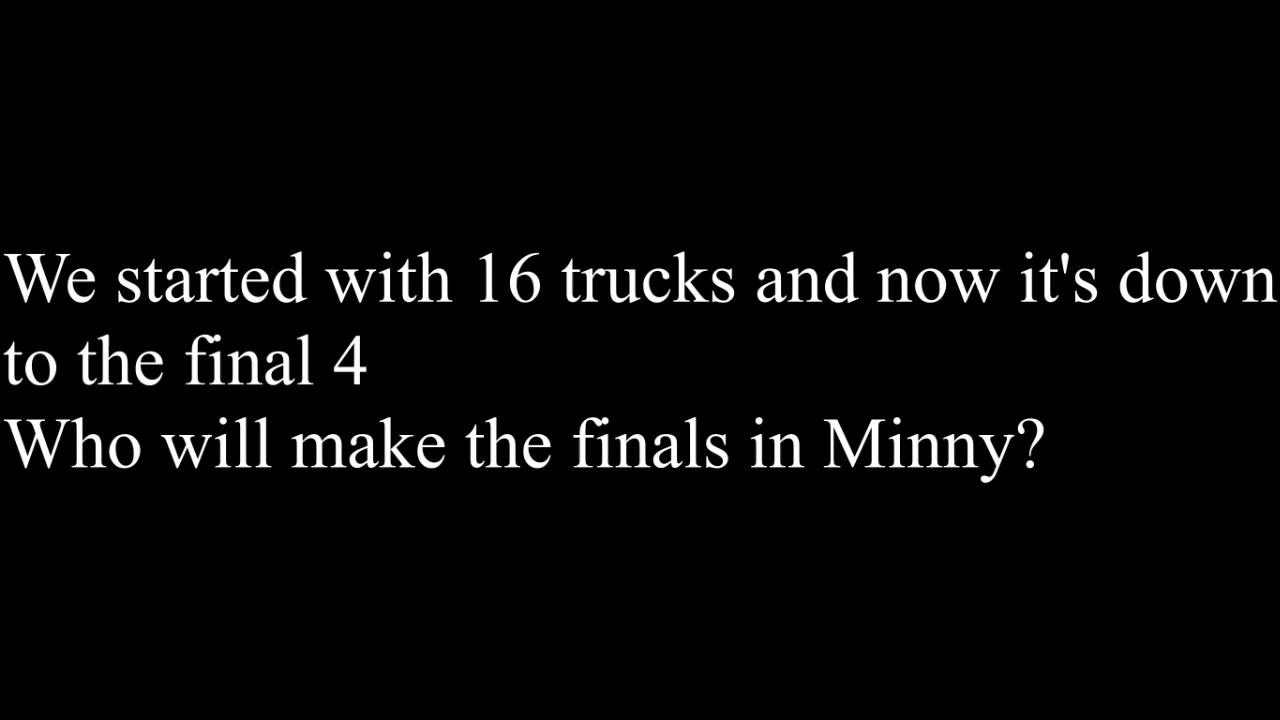 We started with 16 trucks and now it's down
to the final 4
Who will make the finals in Minny?